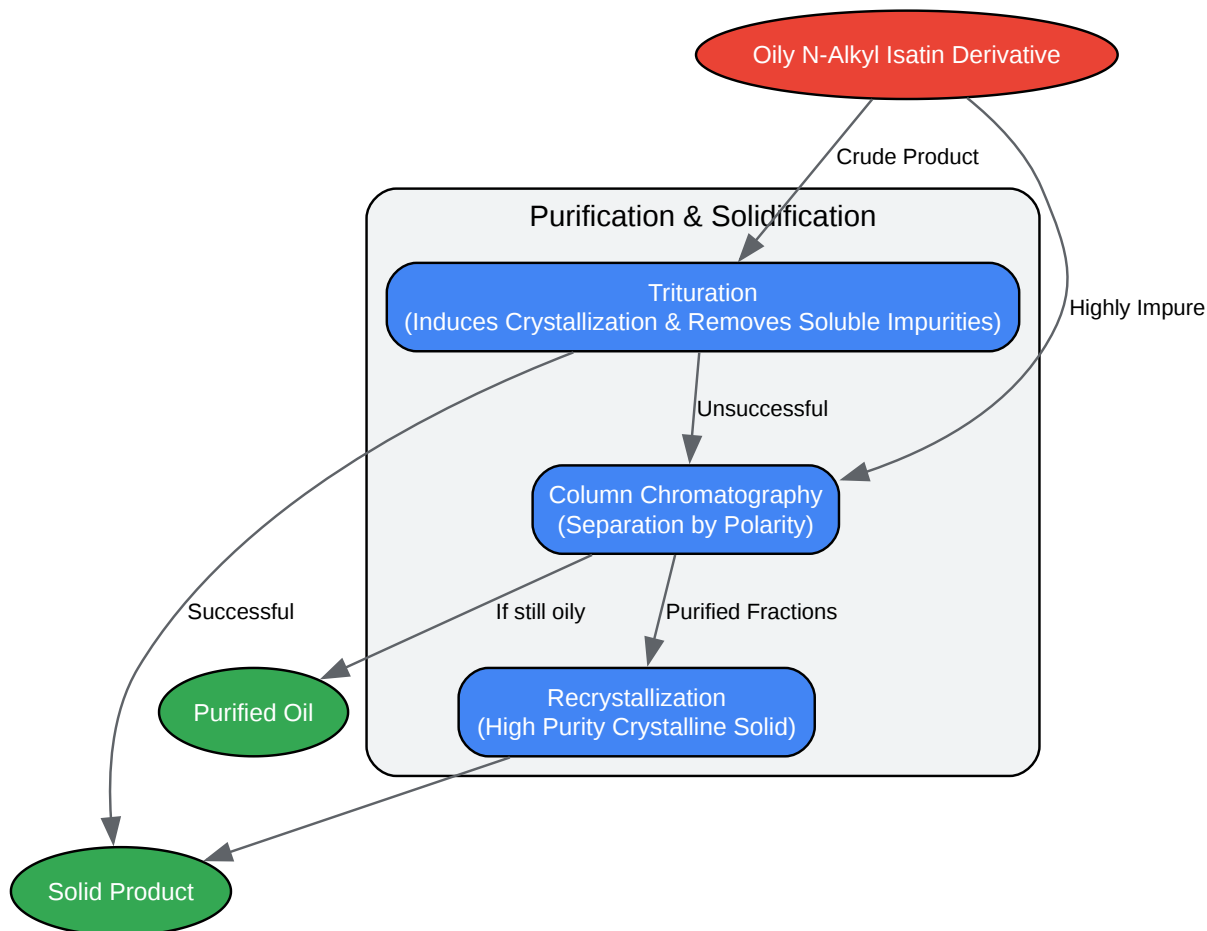 Oily N-Alkyl Isatin Derivative
Crude Product
Purification & Solidification
Trituration
(Induces Crystallization & Removes Soluble Impurities)
Highly Impure
Unsuccessful
Column Chromatography
(Separation by Polarity)
Successful
If still oily
Purified Fractions
Purified Oil
Recrystallization
(High Purity Crystalline Solid)
Solid Product